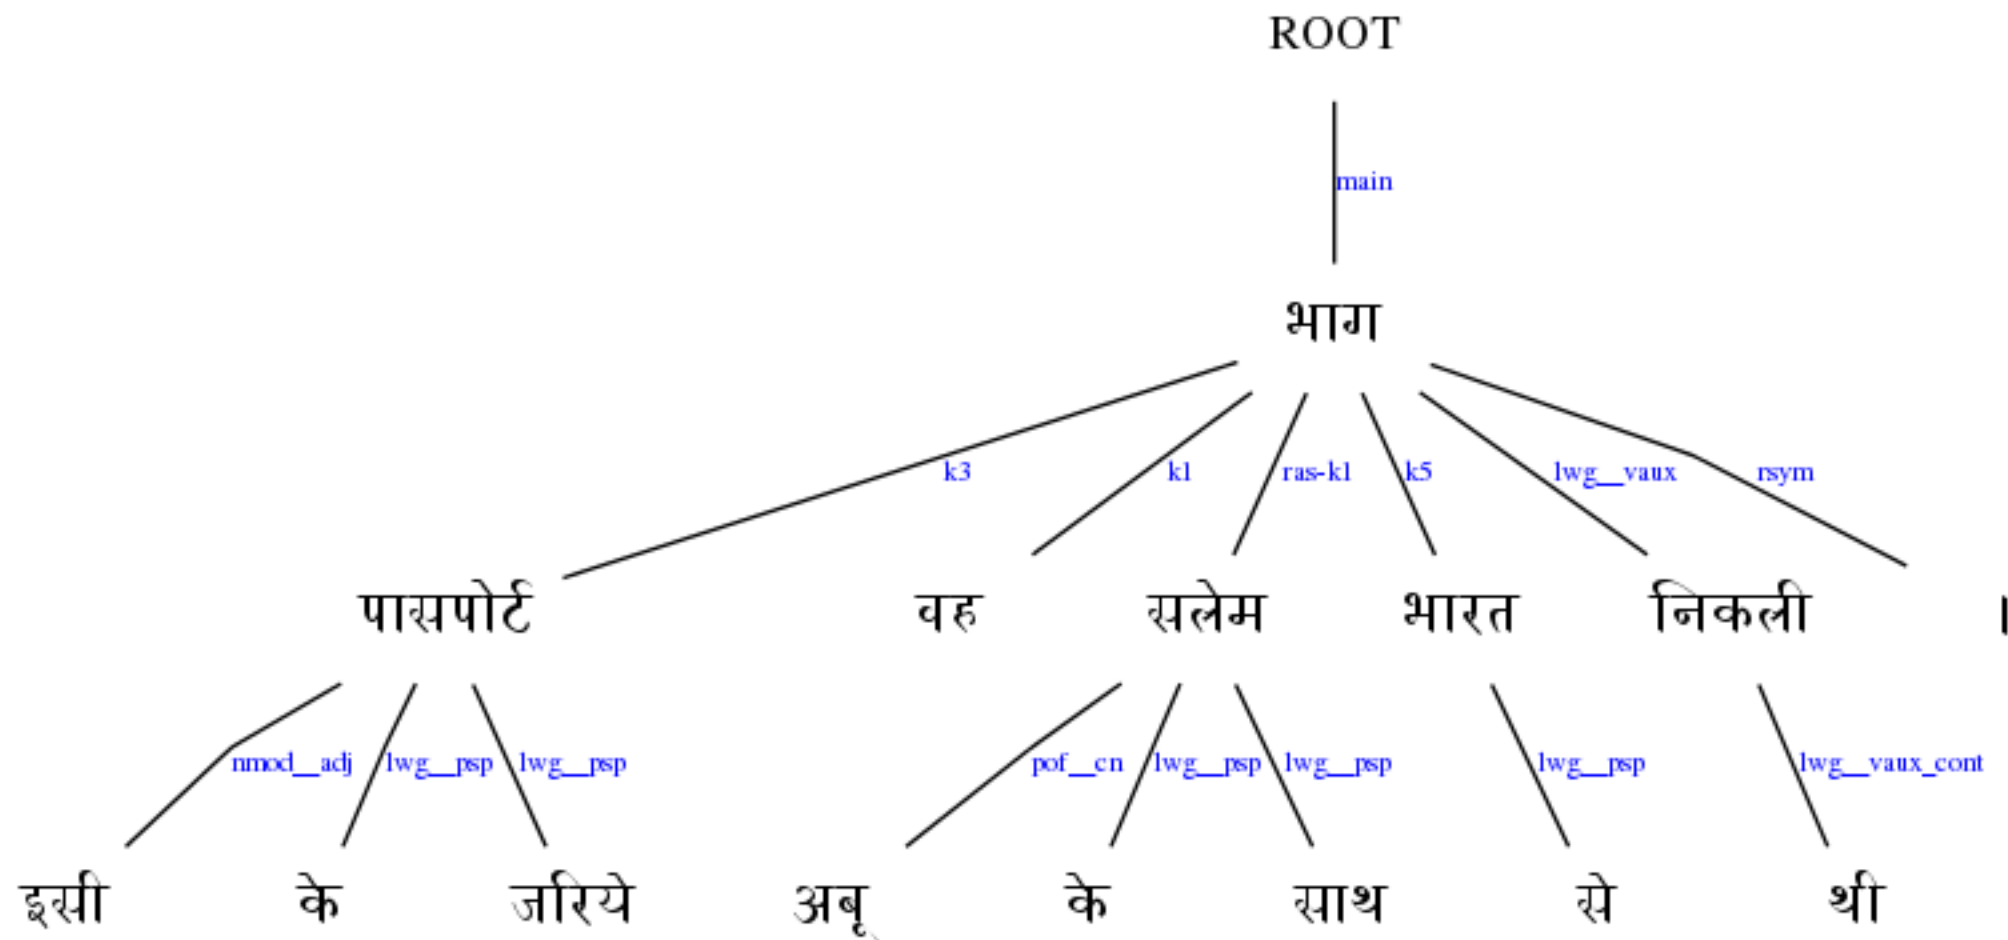 ROOT
main
भाग
k3 k1 ras-k1 k5 lwg__vaux rsym
पासपोर्ट वह सलेम भारत निकली ।
nmod__adj lwg__psp lwg__psp pof__cn lwg__psp lwg__psp lwg__psp lwg__vaux_cont
इसी के जरिये अबू के साथ से थी